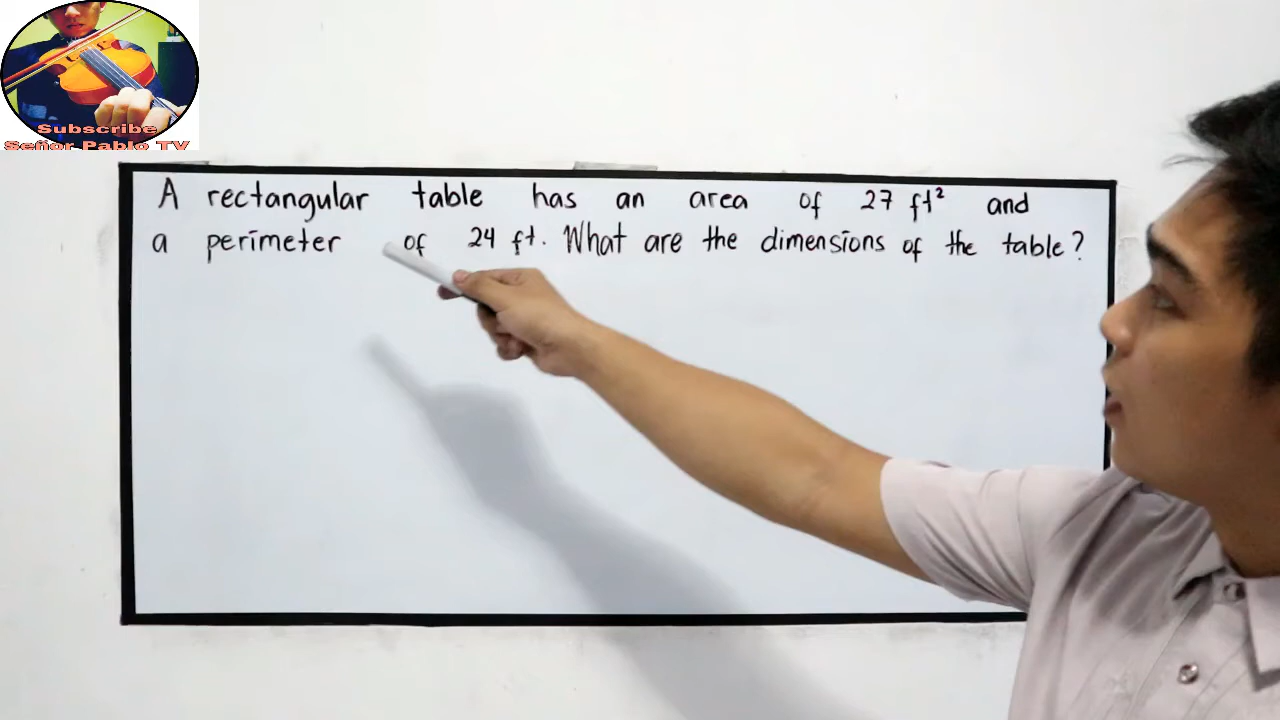 Subscribe
Señor Pablo TV
A rectangular table has an area of 27 ft² and
a perimeter of 24 ft. What are the dimensions of the table?